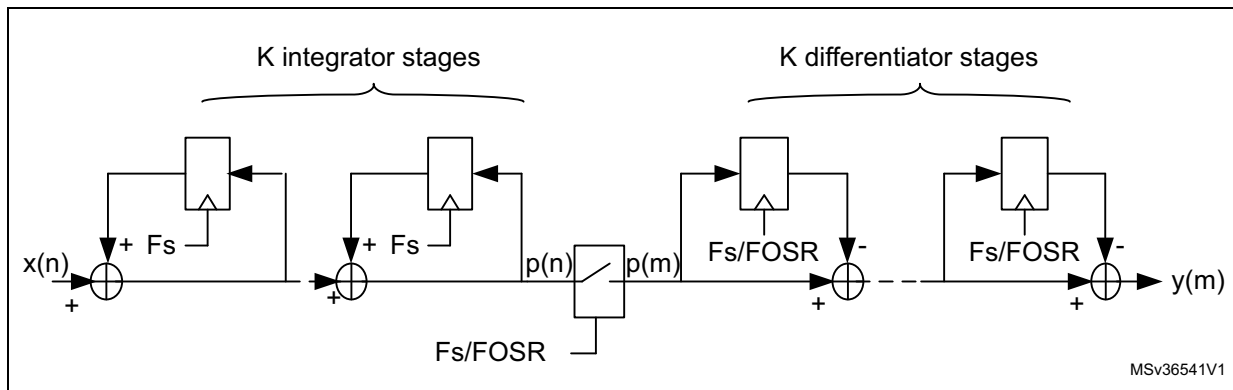 K integrator stages
K differentiator stages
+ Fs
+ Fs
Fs/FOSR -
Fs/FOSR -
x(n) + + p(n) p(m) + + y(m)
Fs/FOSR
MSv36541V1